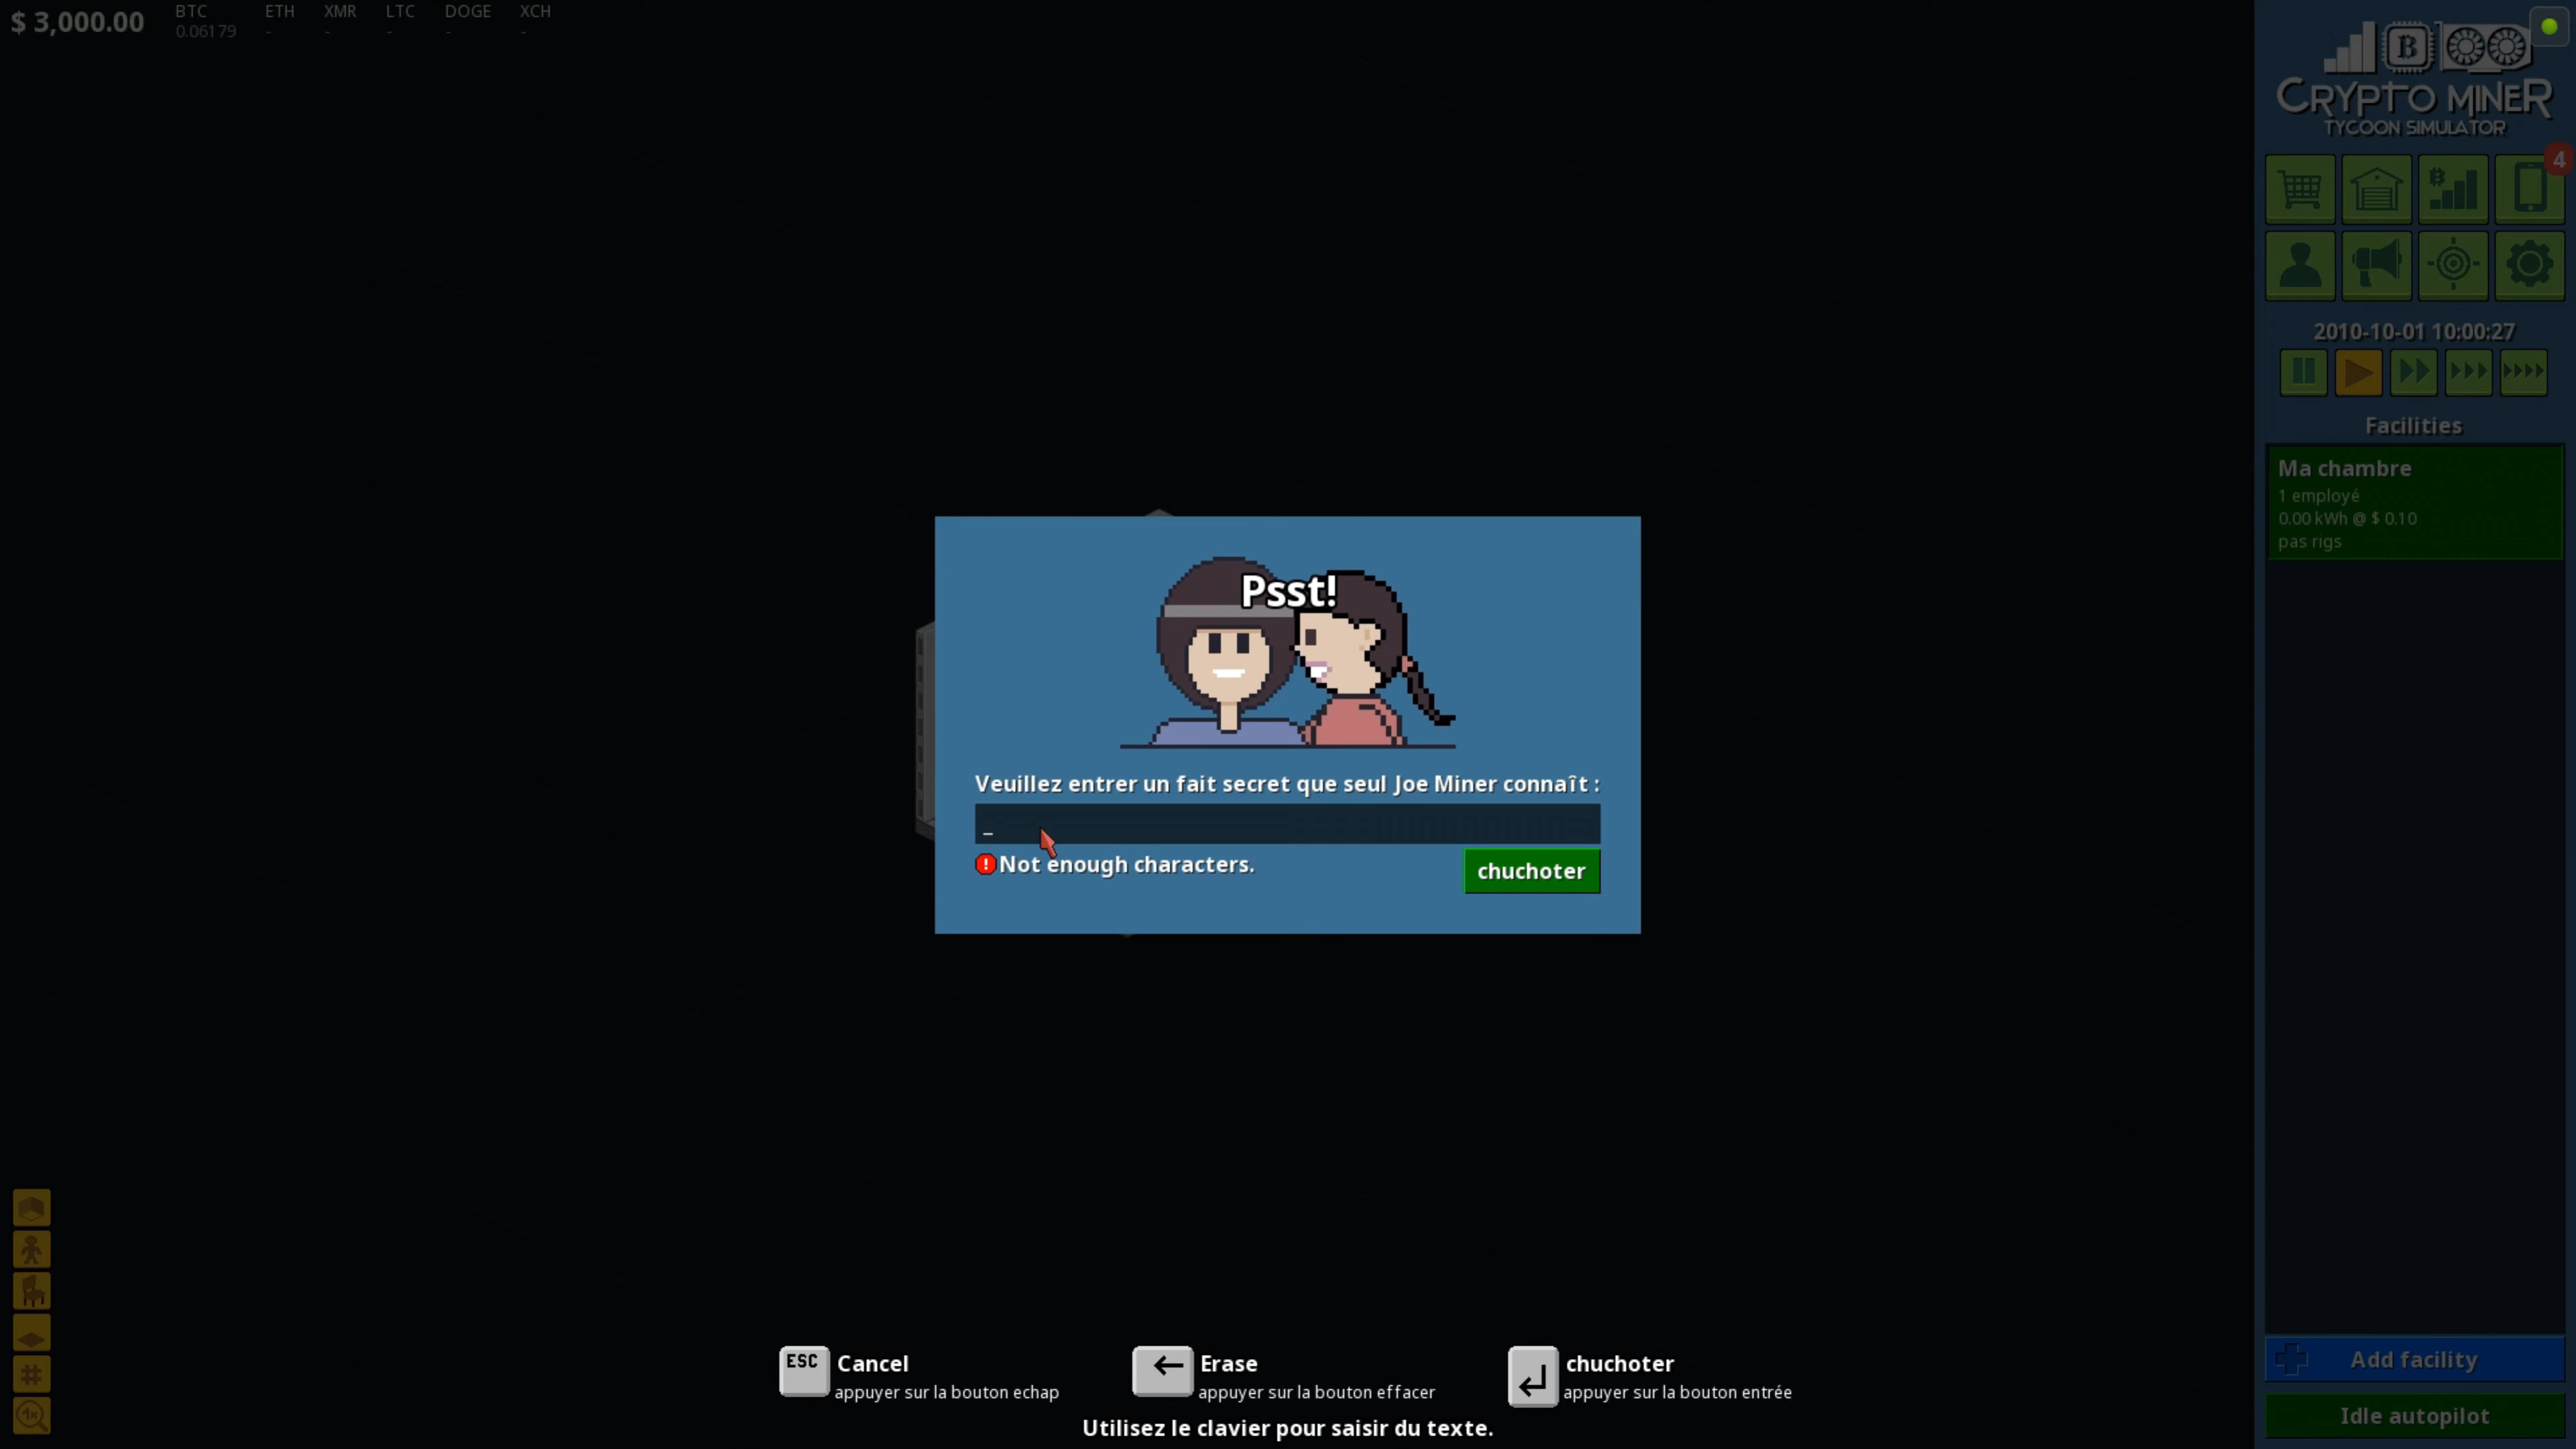 $ 3,000.00
BTC ETH XMR LTC DOGE XCH
0.06179 - - - - -
B
CRYPTO MINER
TYCOON SIMULATOR
4
B
2010-10-01 10:00:27
Facilities
Ma chambre
1 employé
0.00 kWh @ $ 0.10
pas rigs
Psst!
Veuillez entrer un fait secret que seul Joe Miner connaît :
_
! Not enough characters.
chuchoter
1x
ESC Cancel
appuyer sur la bouton echap
Erase
appuyer sur la bouton effacer
chuchoter
appuyer sur la bouton entrée
Utilisez le clavier pour saisir du texte.
Add facility
Idle autopilot